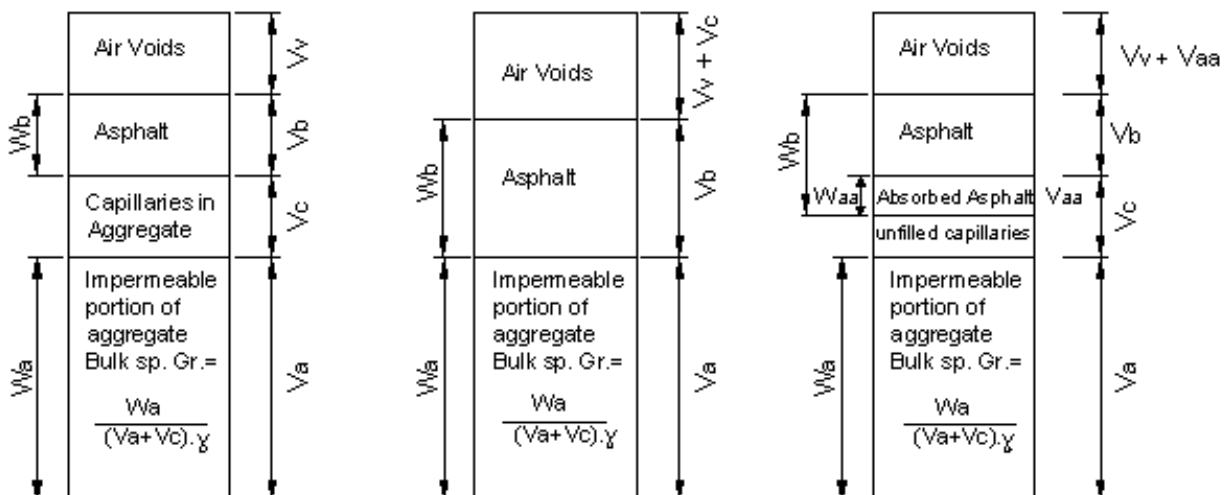 Air Voids
Vv
Wb
Asphalt
Vb
Capillaries in
Aggregate
Vc
Wa
Impermeable
portion of
aggregate
Bulk sp. Gr.=
Wa
(Va+Vc).ɣ
Va
Air Voids
Vv + Vc
Wb
Asphalt
Vb
Wa
Impermeable
portion of
aggregate
Bulk sp. Gr.=
Wa
(Va+Vc).ɣ
Va
Air Voids
Vv + Vaa
Wb
Asphalt
Vb
Waa
Absorbed Asphalt
Vaa
unfilled capillaries
Vc
Wa
Impermeable
portion of
aggregate
Bulk sp. Gr.=
Wa
(Va+Vc).ɣ
Va